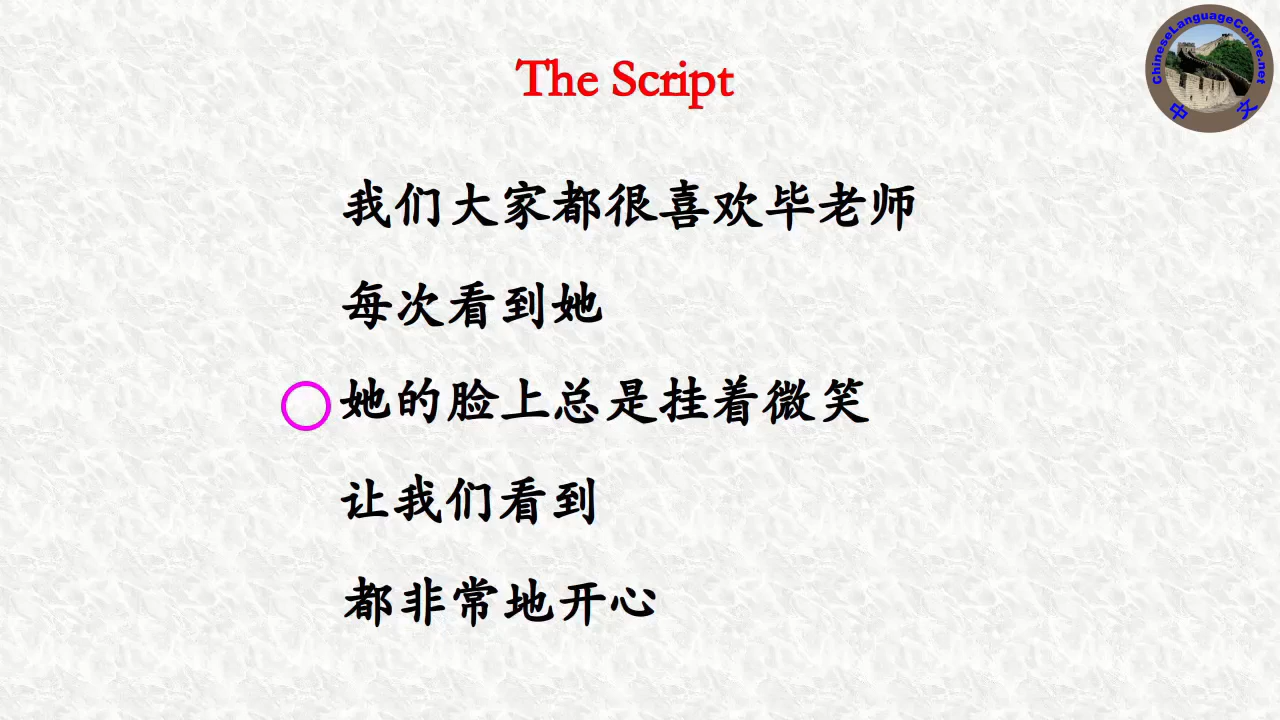 The Script
ChineseLanguageCentre.net
中文
我们大家都很喜欢毕老师
每次看到她
她的脸上总是挂着微笑
让我们看到
都非常地开心